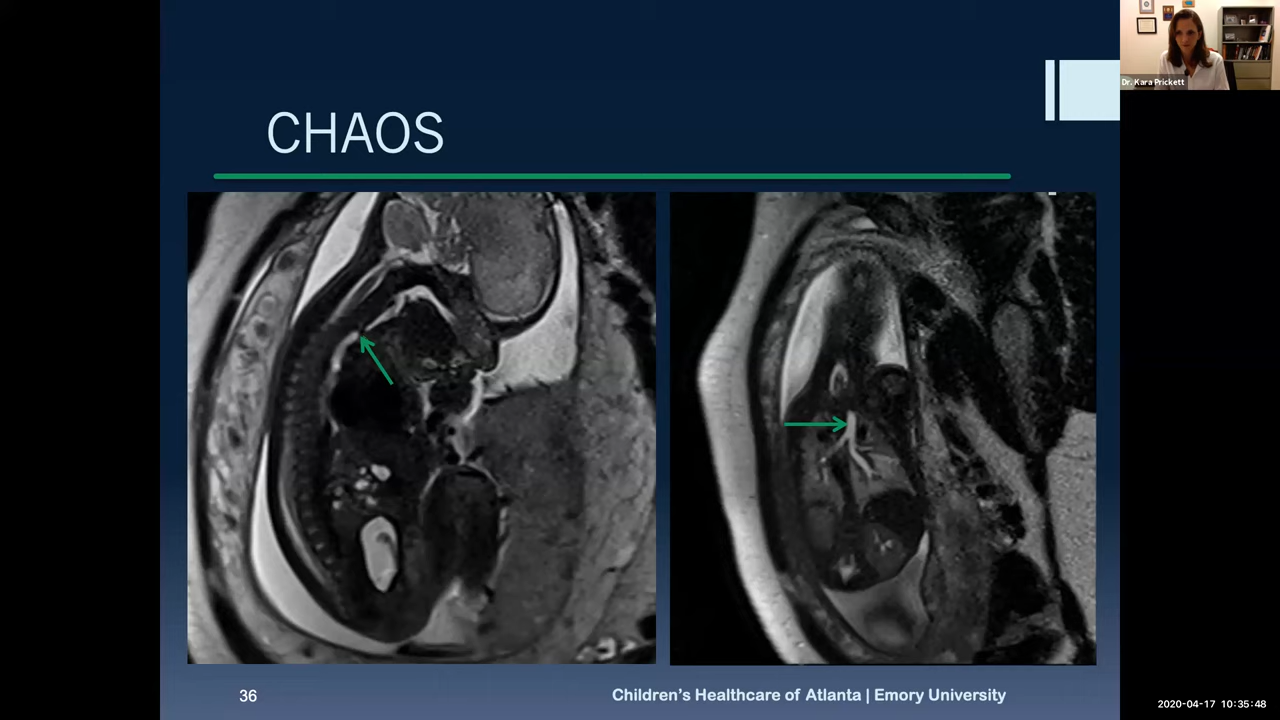 Dr. Kara Prickett
CHAOS
36
Children's Healthcare of Atlanta | Emory University
2020-04-17 10:35:48